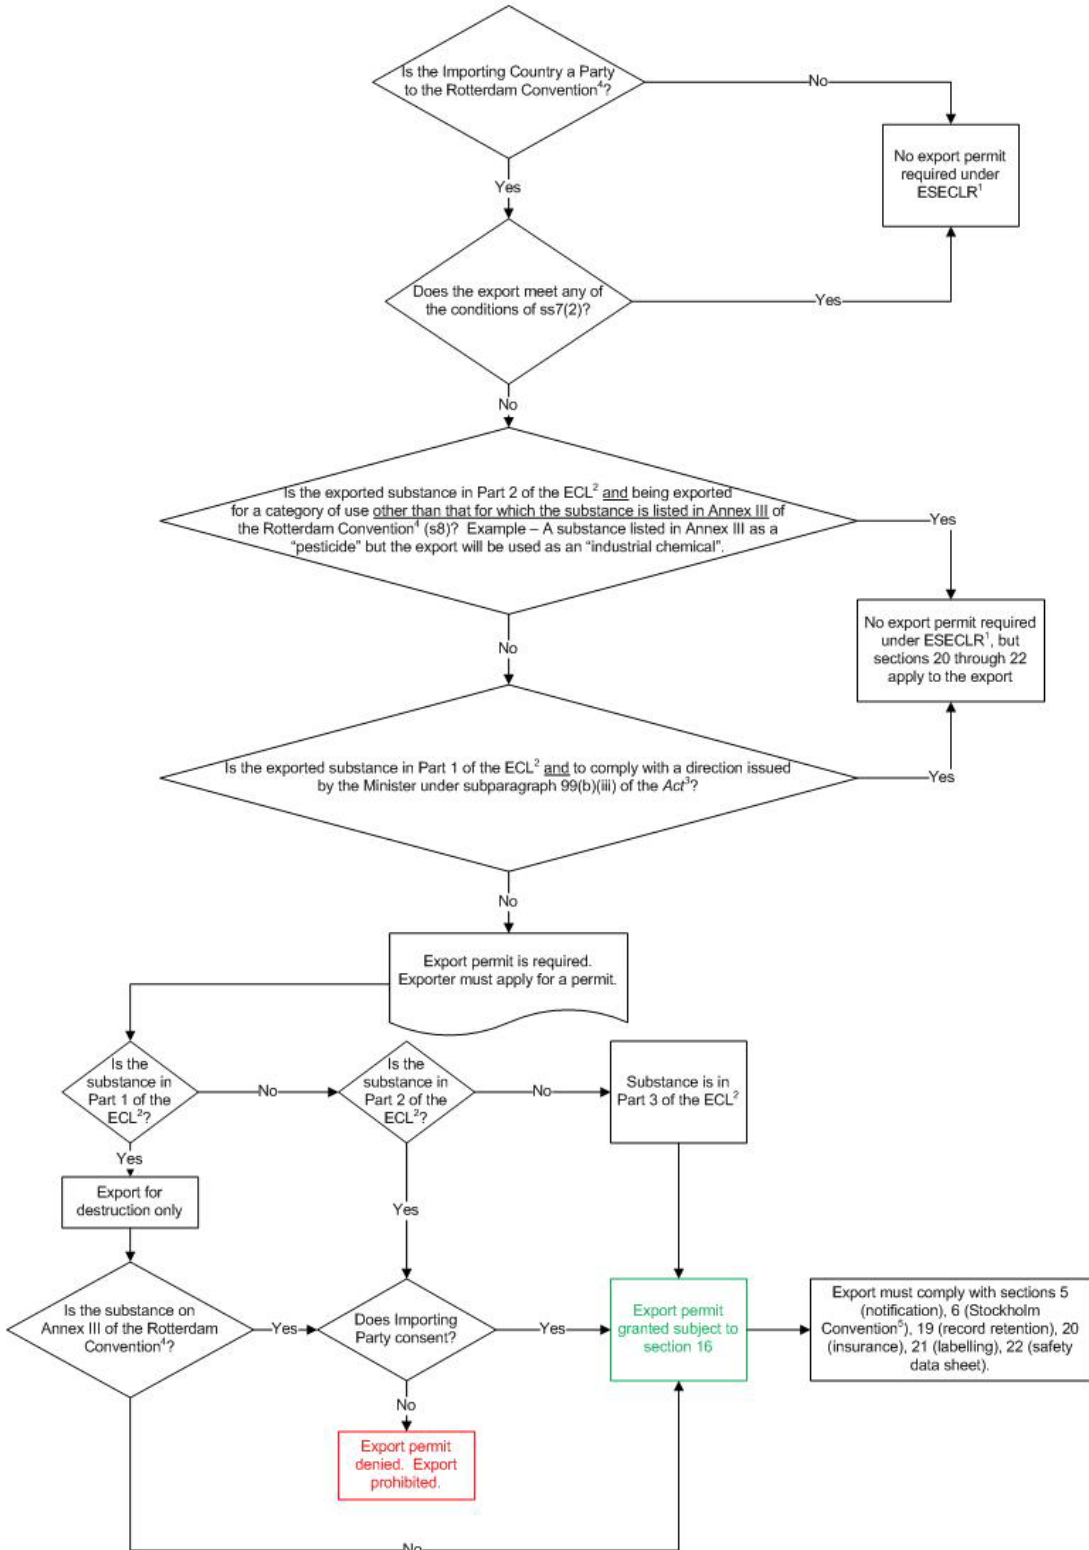 Is the Importing Country a Party
to the Rotterdam Convention⁴?
No
No export permit
required under
ESECLR¹
Yes
Does the export meet any of
the conditions of ss7(2)?
Yes
No
Is the exported substance in Part 2 of the ECL² and being exported
for a category of use other than that for which the substance is listed in Annex III of
the Rotterdam Convention⁴ (s8)? Example – A substance listed in Annex III as a
“pesticide” but the export will be used as an “industrial chemical”.
Yes
No export permit required
under ESECLR¹, but
sections 20 through 22
apply to the export
No
Is the exported substance in Part 1 of the ECL² and to comply with a direction issued
by the Minister under subparagraph 99(b)(iii) of the Act³?
Yes
No
Export permit is required.
Exporter must apply for a permit.
Is the
substance in
Part 1 of the
ECL²?
No
Is the
substance in
Part 2 of the
ECL²?
No
Substance is in
Part 3 of the ECL²
Yes
Export for
destruction only
Yes
Is the substance on
Annex III of the Rotterdam
Convention⁴?
Yes
Does Importing
Party consent?
Yes
Export permit
granted subject to
section 16
Export must comply with sections 5
(notification), 6 (Stockholm
Convention⁵), 19 (record retention), 20
(insurance), 21 (labelling), 22 (safety
data sheet).
No
Export permit
denied. Export
prohibited.
No